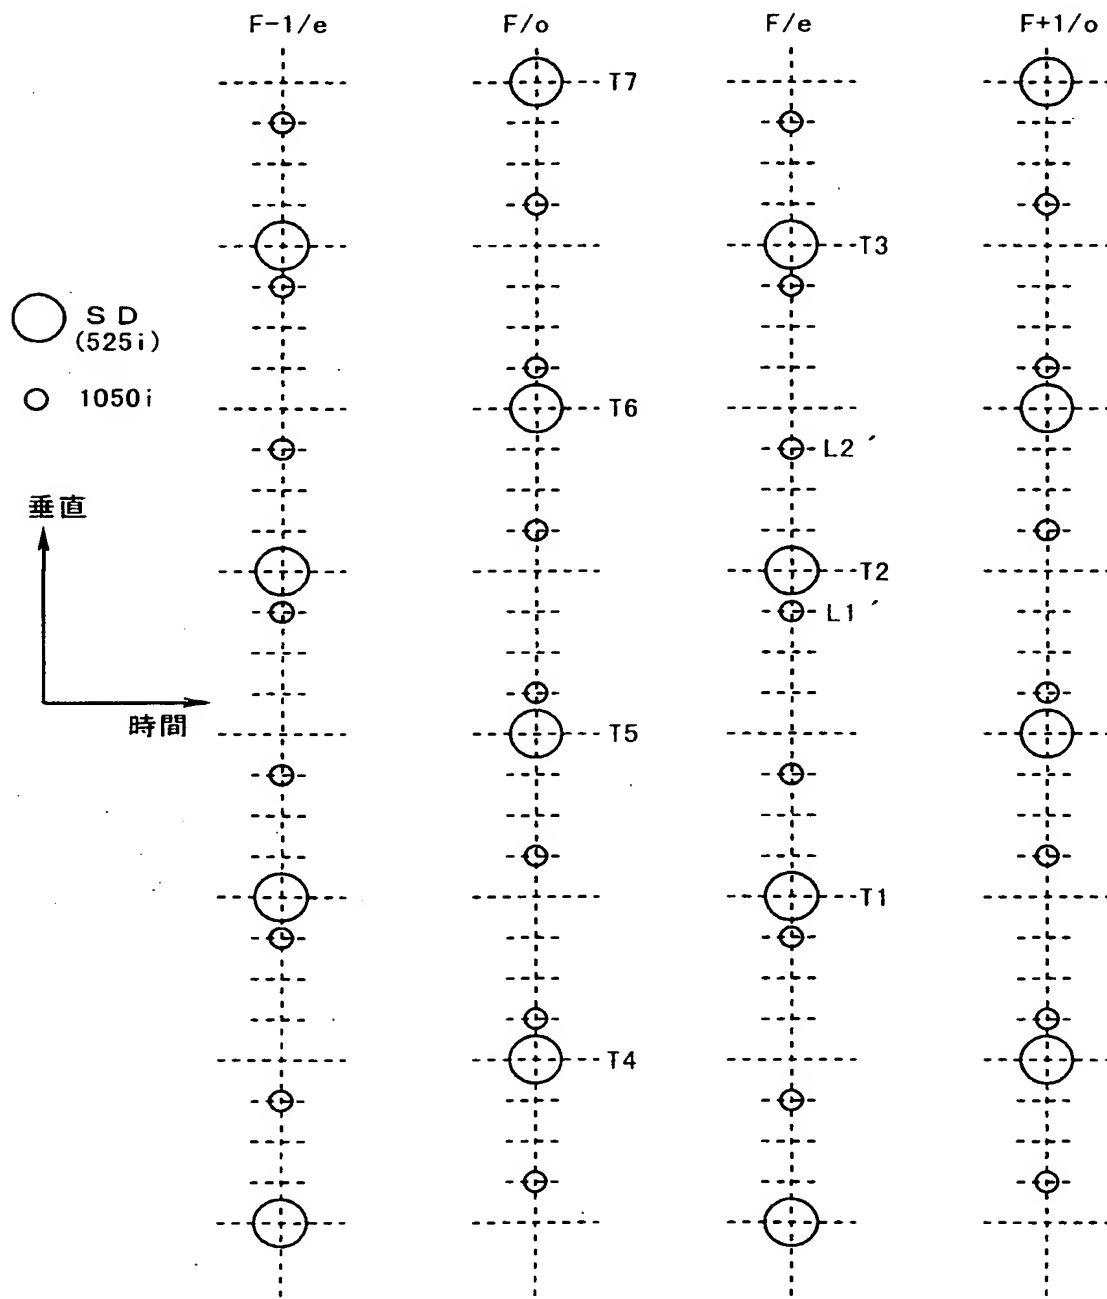 F-1/e
F/o
F/e
F+1/o
T7
T3
SD
(525i)
1050i
T6
L2´
垂直
T2
L1´
時間
T5
T1
T4